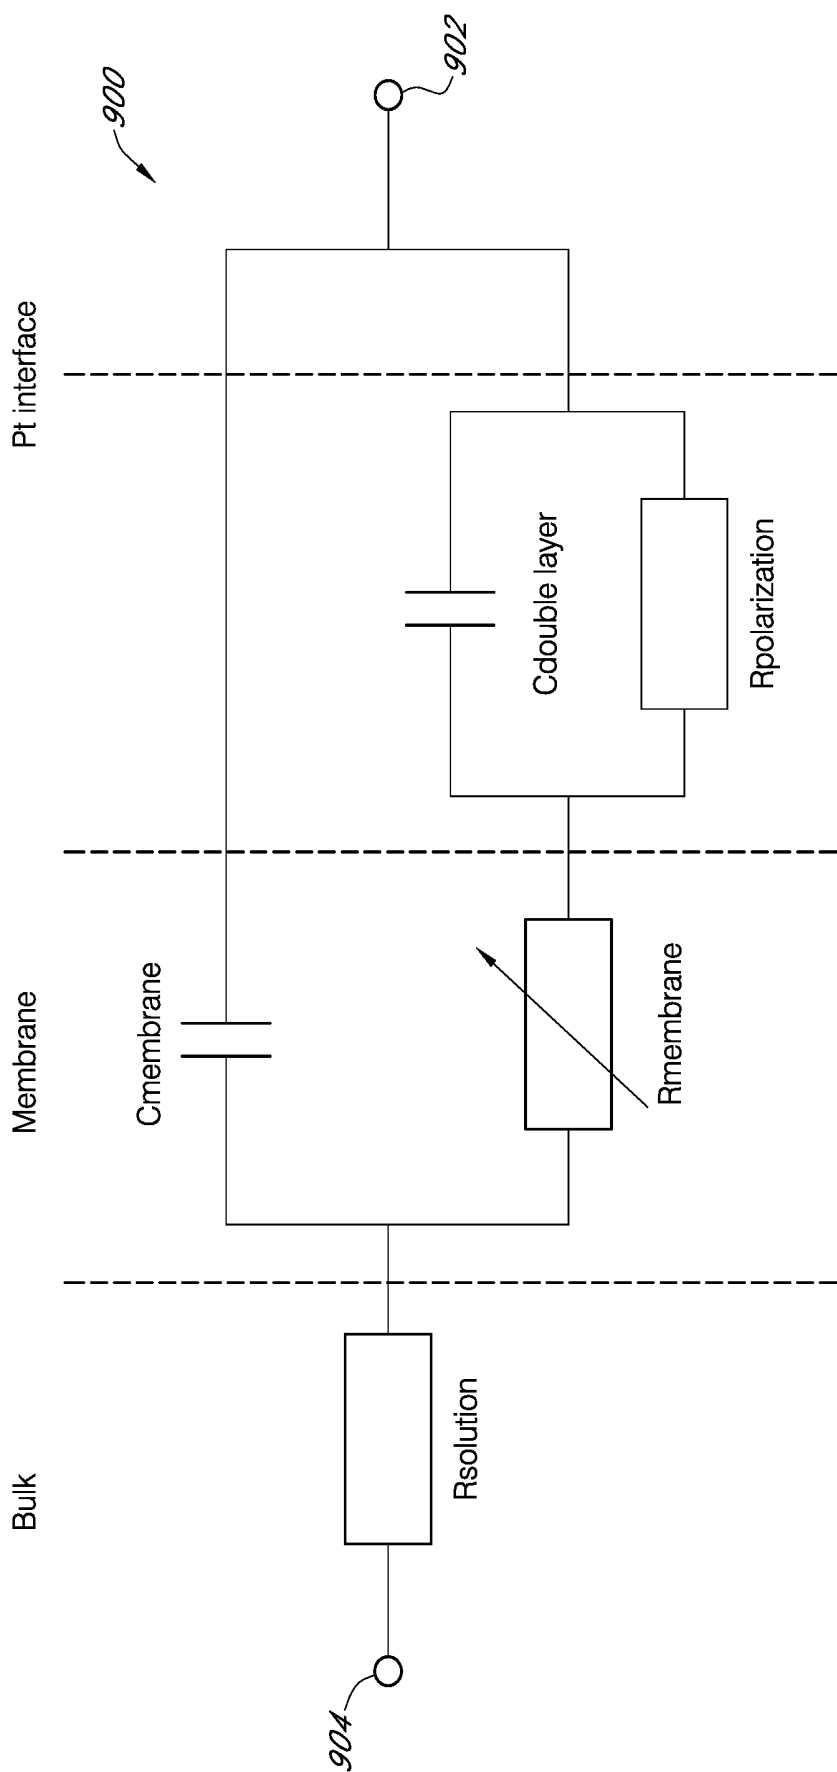 900
Bulk
Membrane
Pt interface
Cmembrane
902
904
Cdouble layer
Rsolution
Rmembrane
Rpolarization